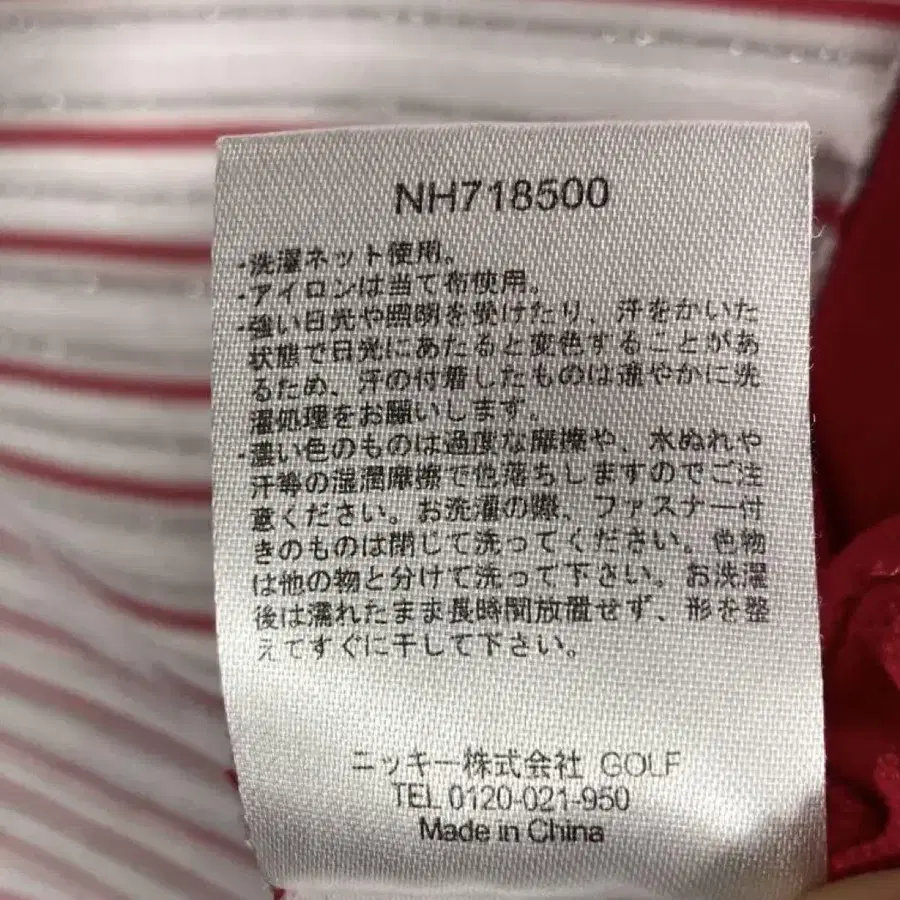 NH718500
・洗濯ネット使用。
・アイロンは当て布使用。
・強い日光や照明を受けたり、汗をかいた
状態で日光にあたると変色することがあ
るため、汗の付着したものは速やかに洗
濯処理をお願いします。
・濃い色のものは過度な摩擦や、水ぬれや
汗等の湿潤摩擦で色落ちしますのでご注
意ください。お洗濯の際、ファスナー付
きのものは閉じて洗ってください。色物
は他の物と分けて洗って下さい。お洗濯
後は濡れたまま長時間放置せず、形を整
えてすぐに干して下さい。
ニッキー株式会社 GOLF
TEL 0120-021-950
Made in China